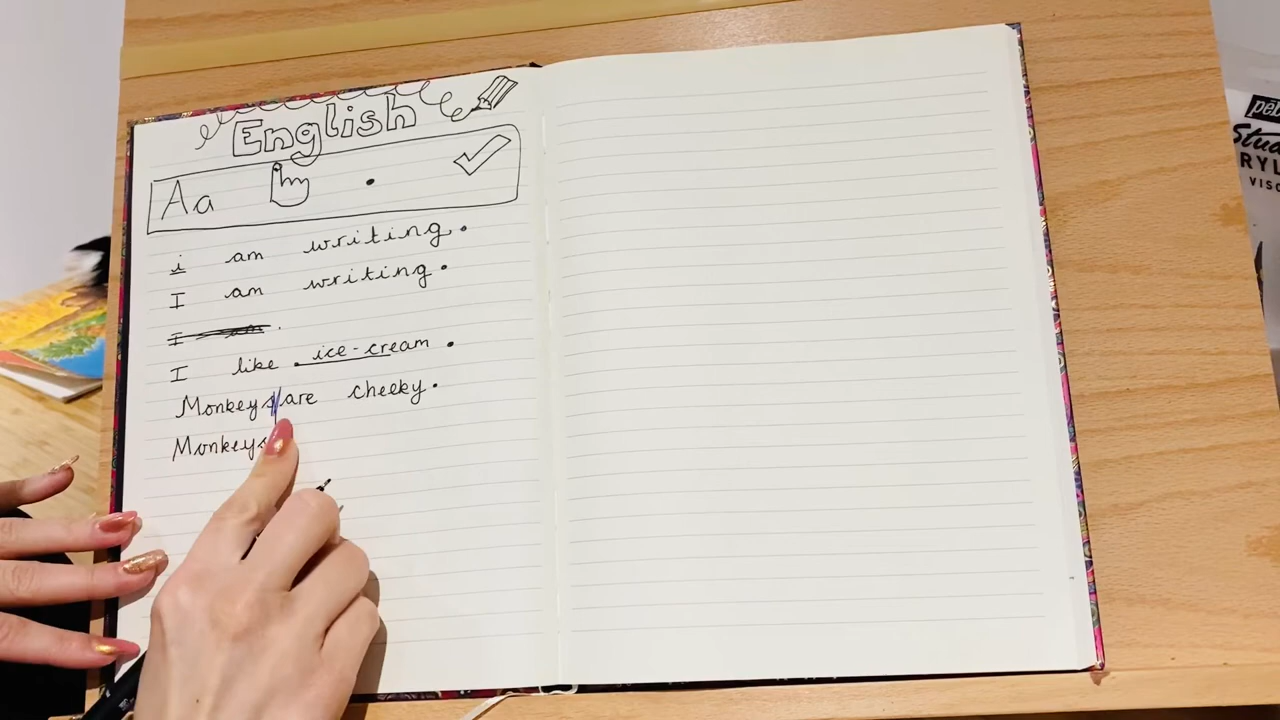 English
Aa .
i am writing.
I am writing.
I like ice-cream.
Monkeys are cheeky.
Monkeys